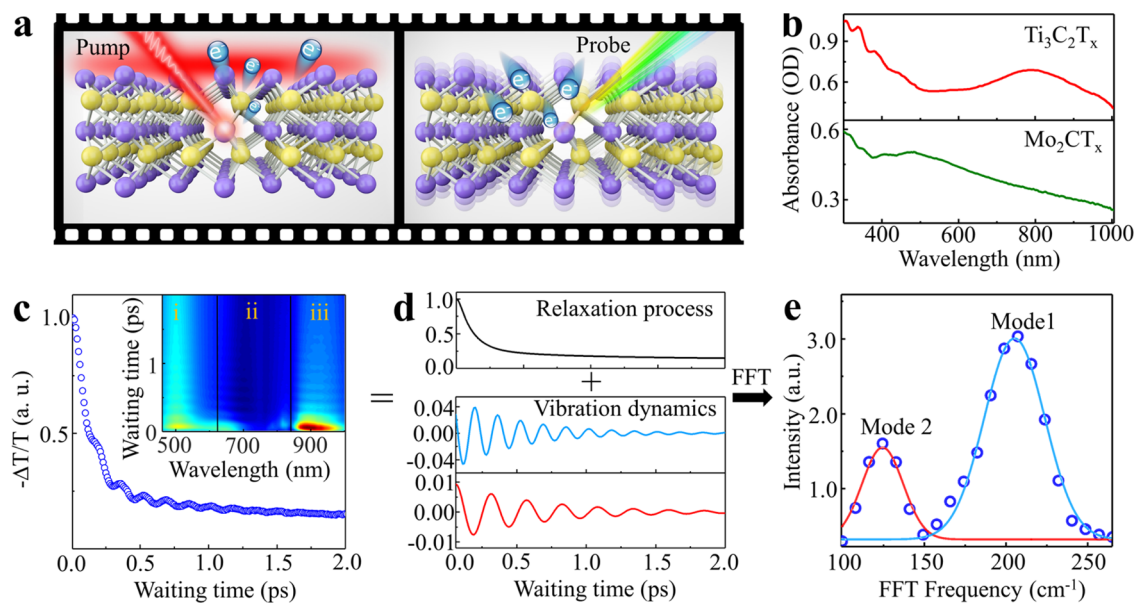 a
Pump
e⁻
e⁻
e⁻
e⁻
Probe
e⁻
e⁻
e⁻
e⁻
b
Absorbance (OD)
0.9
0.6
Ti₃C₂Tₓ
0.6
0.3
Mo₂CTₓ
400 600 800 1000
Wavelength (nm)
c
-ΔT/T (a. u.)
1.0
0.5
0.0 0.5 1.0 1.5 2.0
Waiting time (ps)
i ii iii
Waiting time (ps)
1
0
500 700 900
Wavelength (nm)
=
d
1.0
0.5
0.0
Relaxation process
+
0.04
0.00
-0.04
Vibration dynamics
0.01
0.00
-0.01
0.0 0.5 1.0 1.5 2.0
Waiting time (ps)
FFT
e
Intensity (a.u.)
3.0
2.0
1.0
Mode1
Mode 2
100 150 200 250
FFT Frequency (cm⁻¹)